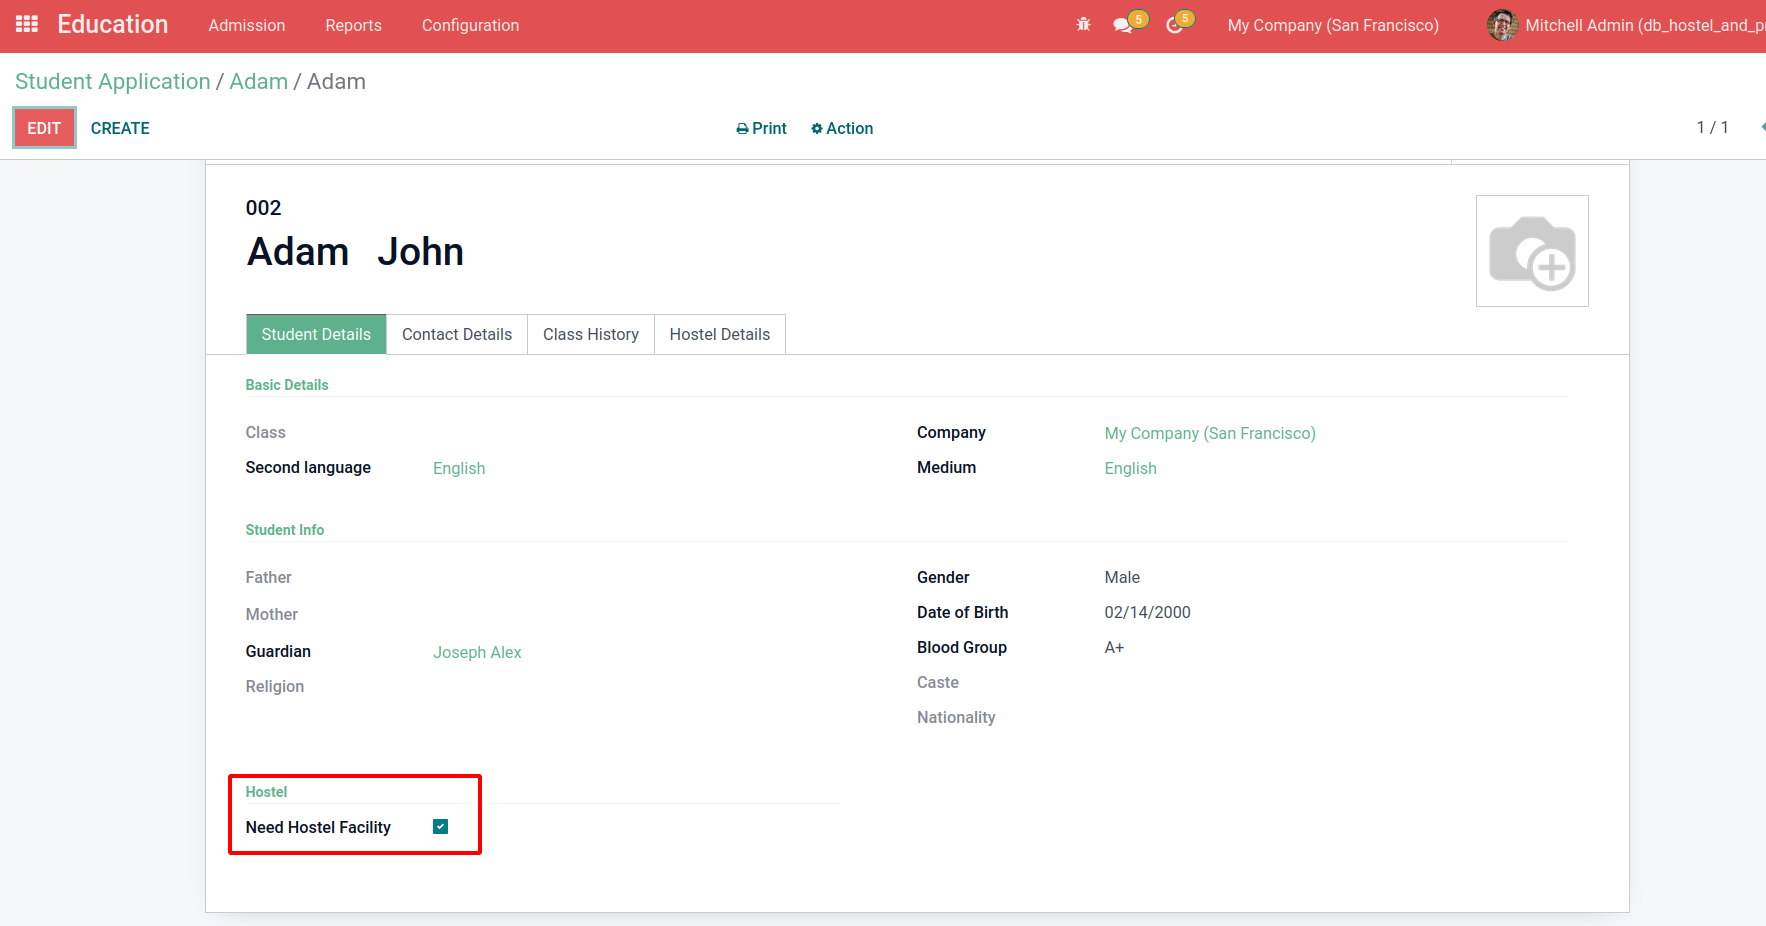 Education Admission Reports Configuration 5 5 My Company (San Francisco) Mitchell Admin (db_hostel_and_p
Student Application / Adam / Adam
EDIT CREATE Print Action 1 / 1
002
Adam John
Student Details Contact Details Class History Hostel Details
Basic Details
Class Company My Company (San Francisco)
Second language English Medium English
Student Info
Father Gender Male
Mother Date of Birth 02/14/2000
Guardian Joseph Alex Blood Group A+
Religion Caste
Nationality
Hostel
Need Hostel Facility